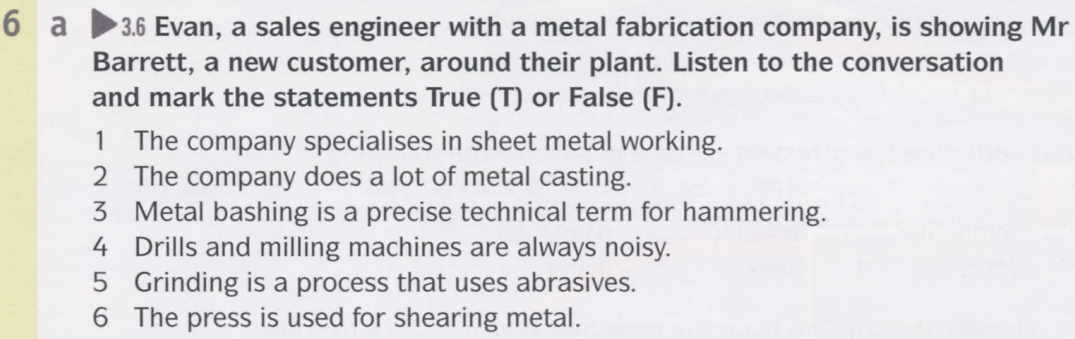 6 a ▶3.6 Evan, a sales engineer with a metal fabrication company, is showing Mr
Barrett, a new customer, around their plant. Listen to the conversation
and mark the statements True (T) or False (F).
1 The company specialises in sheet metal working.
2 The company does a lot of metal casting.
3 Metal bashing is a precise technical term for hammering.
4 Drills and milling machines are always noisy.
5 Grinding is a process that uses abrasives.
6 The press is used for shearing metal.